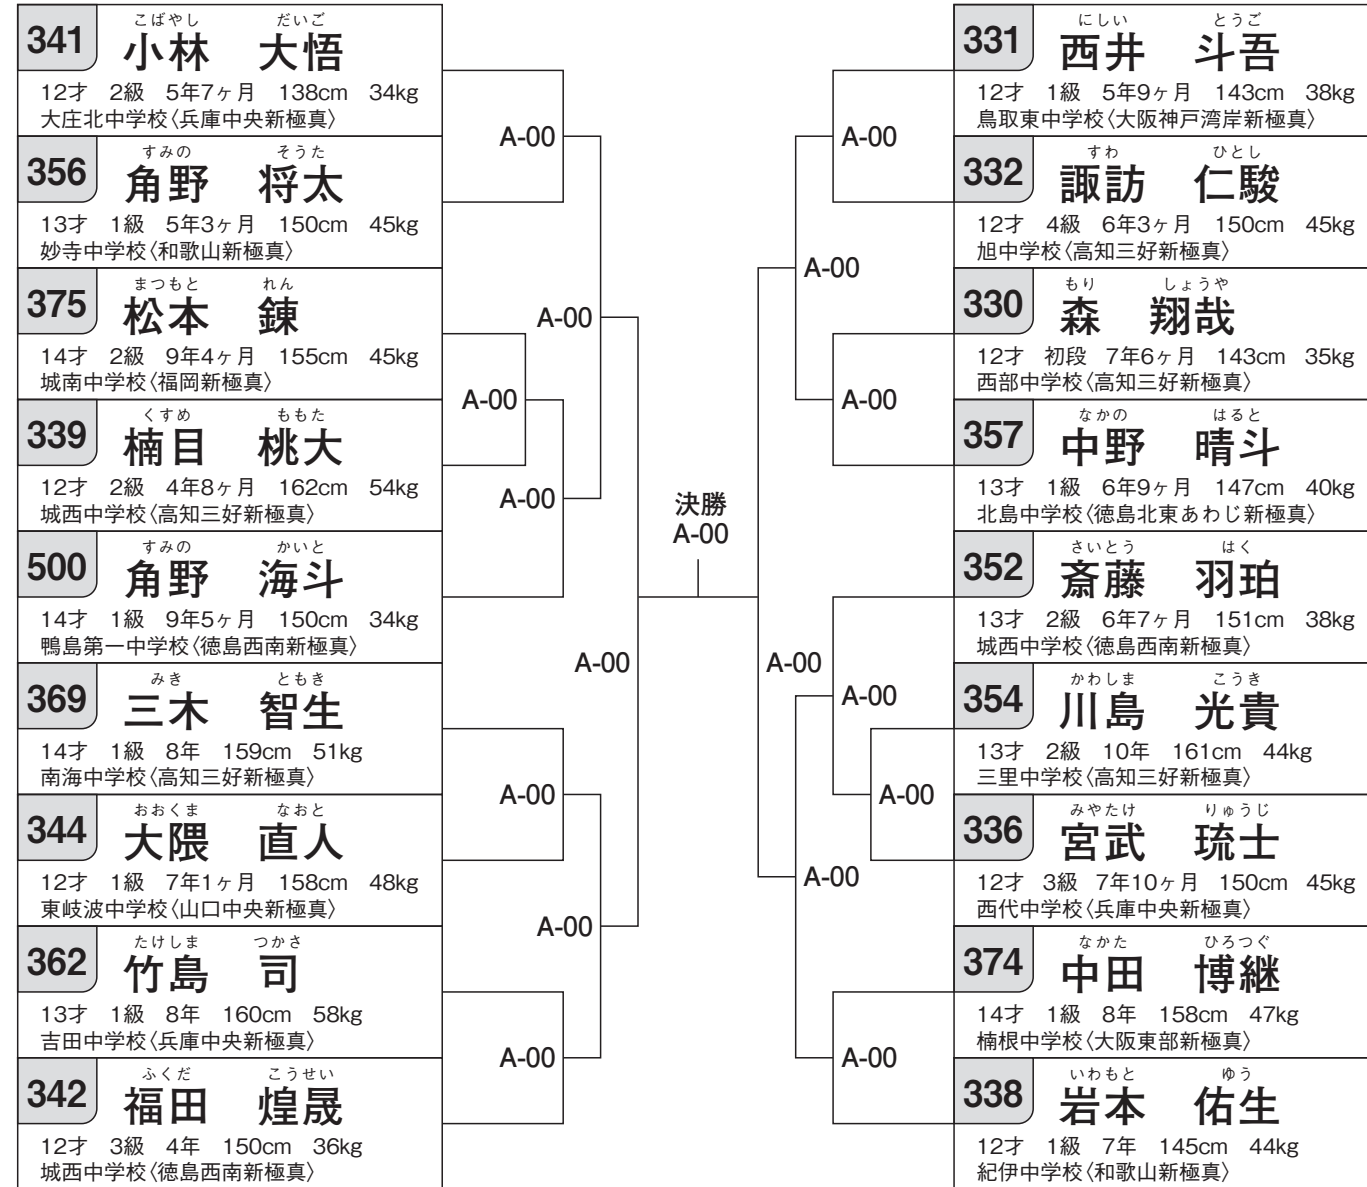 こばやし だいご
341 小林 大悟
12才 2級 5年7ヶ月 138cm 34kg
大庄北中学校〈兵庫中央新極真〉
すみの そうた
356 角野 将太
13才 1級 5年3ヶ月 150cm 45kg
妙寺中学校〈和歌山新極真〉
まつもと れん
375 松本 錬
14才 2級 9年4ヶ月 155cm 45kg
城南中学校〈福岡新極真〉
くすめ ももた
339 楠目 桃大
12才 2級 4年8ヶ月 162cm 54kg
城西中学校〈高知三好新極真〉
すみの かいと
500 角野 海斗
14才 1級 9年5ヶ月 150cm 34kg
鴨島第一中学校〈徳島西南新極真〉
みき ともき
369 三木 智生
14才 1級 8年 159cm 51kg
南海中学校〈高知三好新極真〉
おおくま なおと
344 大隈 直人
12才 1級 7年1ヶ月 158cm 48kg
東岐波中学校〈山口中央新極真〉
たけしま つかさ
362 竹島 司
13才 1級 8年 160cm 58kg
吉田中学校〈兵庫中央新極真〉
ふくだ こうせい
342 福田 煌晟
12才 3級 4年 150cm 36kg
城西中学校〈徳島西南新極真〉
A-00
A-00
A-00
A-00
A-00
A-00
A-00
A-00
決勝
A-00
A-00
A-00
A-00
A-00
A-00
A-00
A-00
A-00
にしい とうご
331 西井 斗吾
12才 1級 5年9ヶ月 143cm 38kg
鳥取東中学校〈大阪神戸湾岸新極真〉
すわ ひとし
332 諏訪 仁駿
12才 4級 6年3ヶ月 150cm 45kg
旭中学校〈高知三好新極真〉
もり しょうや
330 森 翔哉
12才 初段 7年6ヶ月 143cm 35kg
西部中学校〈高知三好新極真〉
なかの はると
357 中野 晴斗
13才 1級 6年9ヶ月 147cm 40kg
北島中学校〈徳島北東あわじ新極真〉
さいとう はく
352 斎藤 羽珀
13才 2級 6年7ヶ月 151cm 38kg
城西中学校〈徳島西南新極真〉
かわしま こうき
354 川島 光貴
13才 2級 10年 161cm 44kg
三里中学校〈高知三好新極真〉
みやたけ りゅうじ
336 宮武 琉士
12才 3級 7年10ヶ月 150cm 45kg
西代中学校〈兵庫中央新極真〉
なかた ひろつぐ
374 中田 博継
14才 1級 8年 158cm 47kg
楠根中学校〈大阪東部新極真〉
いわもと ゆう
338 岩本 佑生
12才 1級 7年 145cm 44kg
紀伊中学校〈和歌山新極真〉